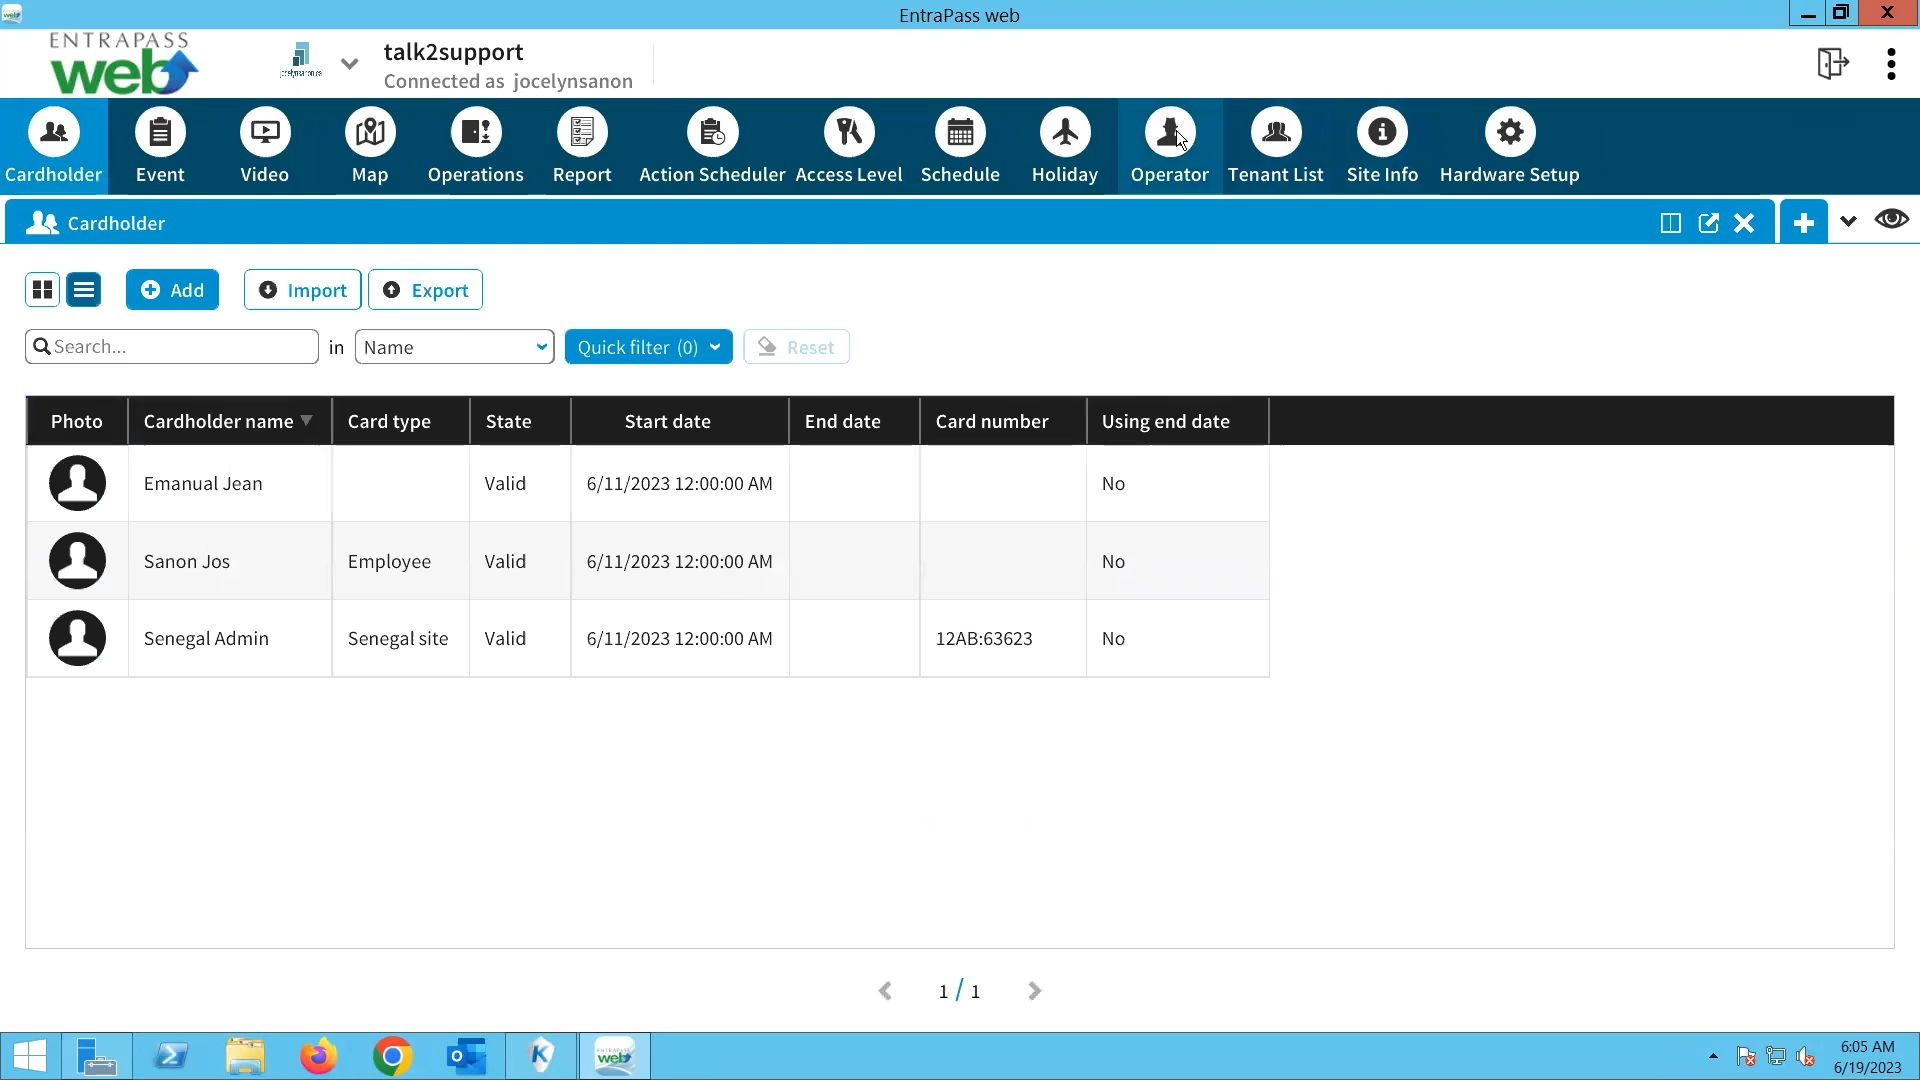 EntraPass web
ENTRAPASS
web
jocelynsanon.ca
talk2support
Connected as jocelynsanon
Cardholder
Event
Video
Map
Operations
Report
Action Scheduler
Access Level
Schedule
Holiday
Operator
Tenant List
Site Info
Hardware Setup
Cardholder
Add
Import
Export
Search...
in
Name
Quick filter (0)
Reset
Photo
Cardholder name
Card type
State
Start date
End date
Card number
Using end date
Emanual Jean
Valid
6/11/2023 12:00:00 AM
No
Sanon Jos
Employee
Valid
6/11/2023 12:00:00 AM
No
Senegal Admin
Senegal site
Valid
6/11/2023 12:00:00 AM
12AB:63623
No
1 / 1
6:05 AM
6/19/2023